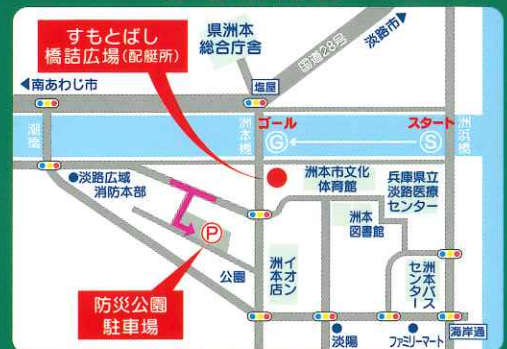 すもとばし
橋詰広場(配艇所)
県洲本
総合庁舎
国道28号
淡路市
南あわじ市
塩屋
潮橋
洲本橋
ゴール
スタート
洲浜橋
G
S
淡路広域
消防本部
洲本市文化
体育館
兵庫県立
淡路医療
センター
洲本
図書館
P
公園
イオン
洲本店
洲本バス
センター
防災公園
駐車場
淡陽
ファミリーマート
海岸通